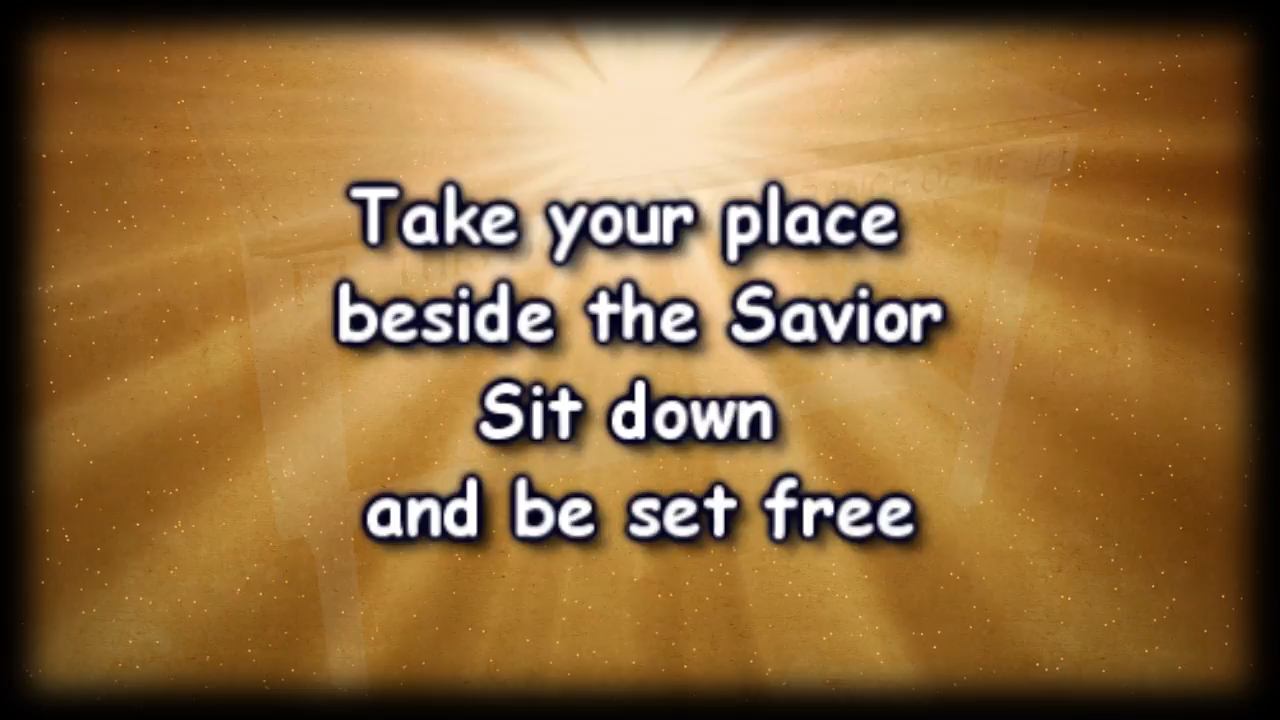 Take your place
beside the Savior
Sit down
and be set free